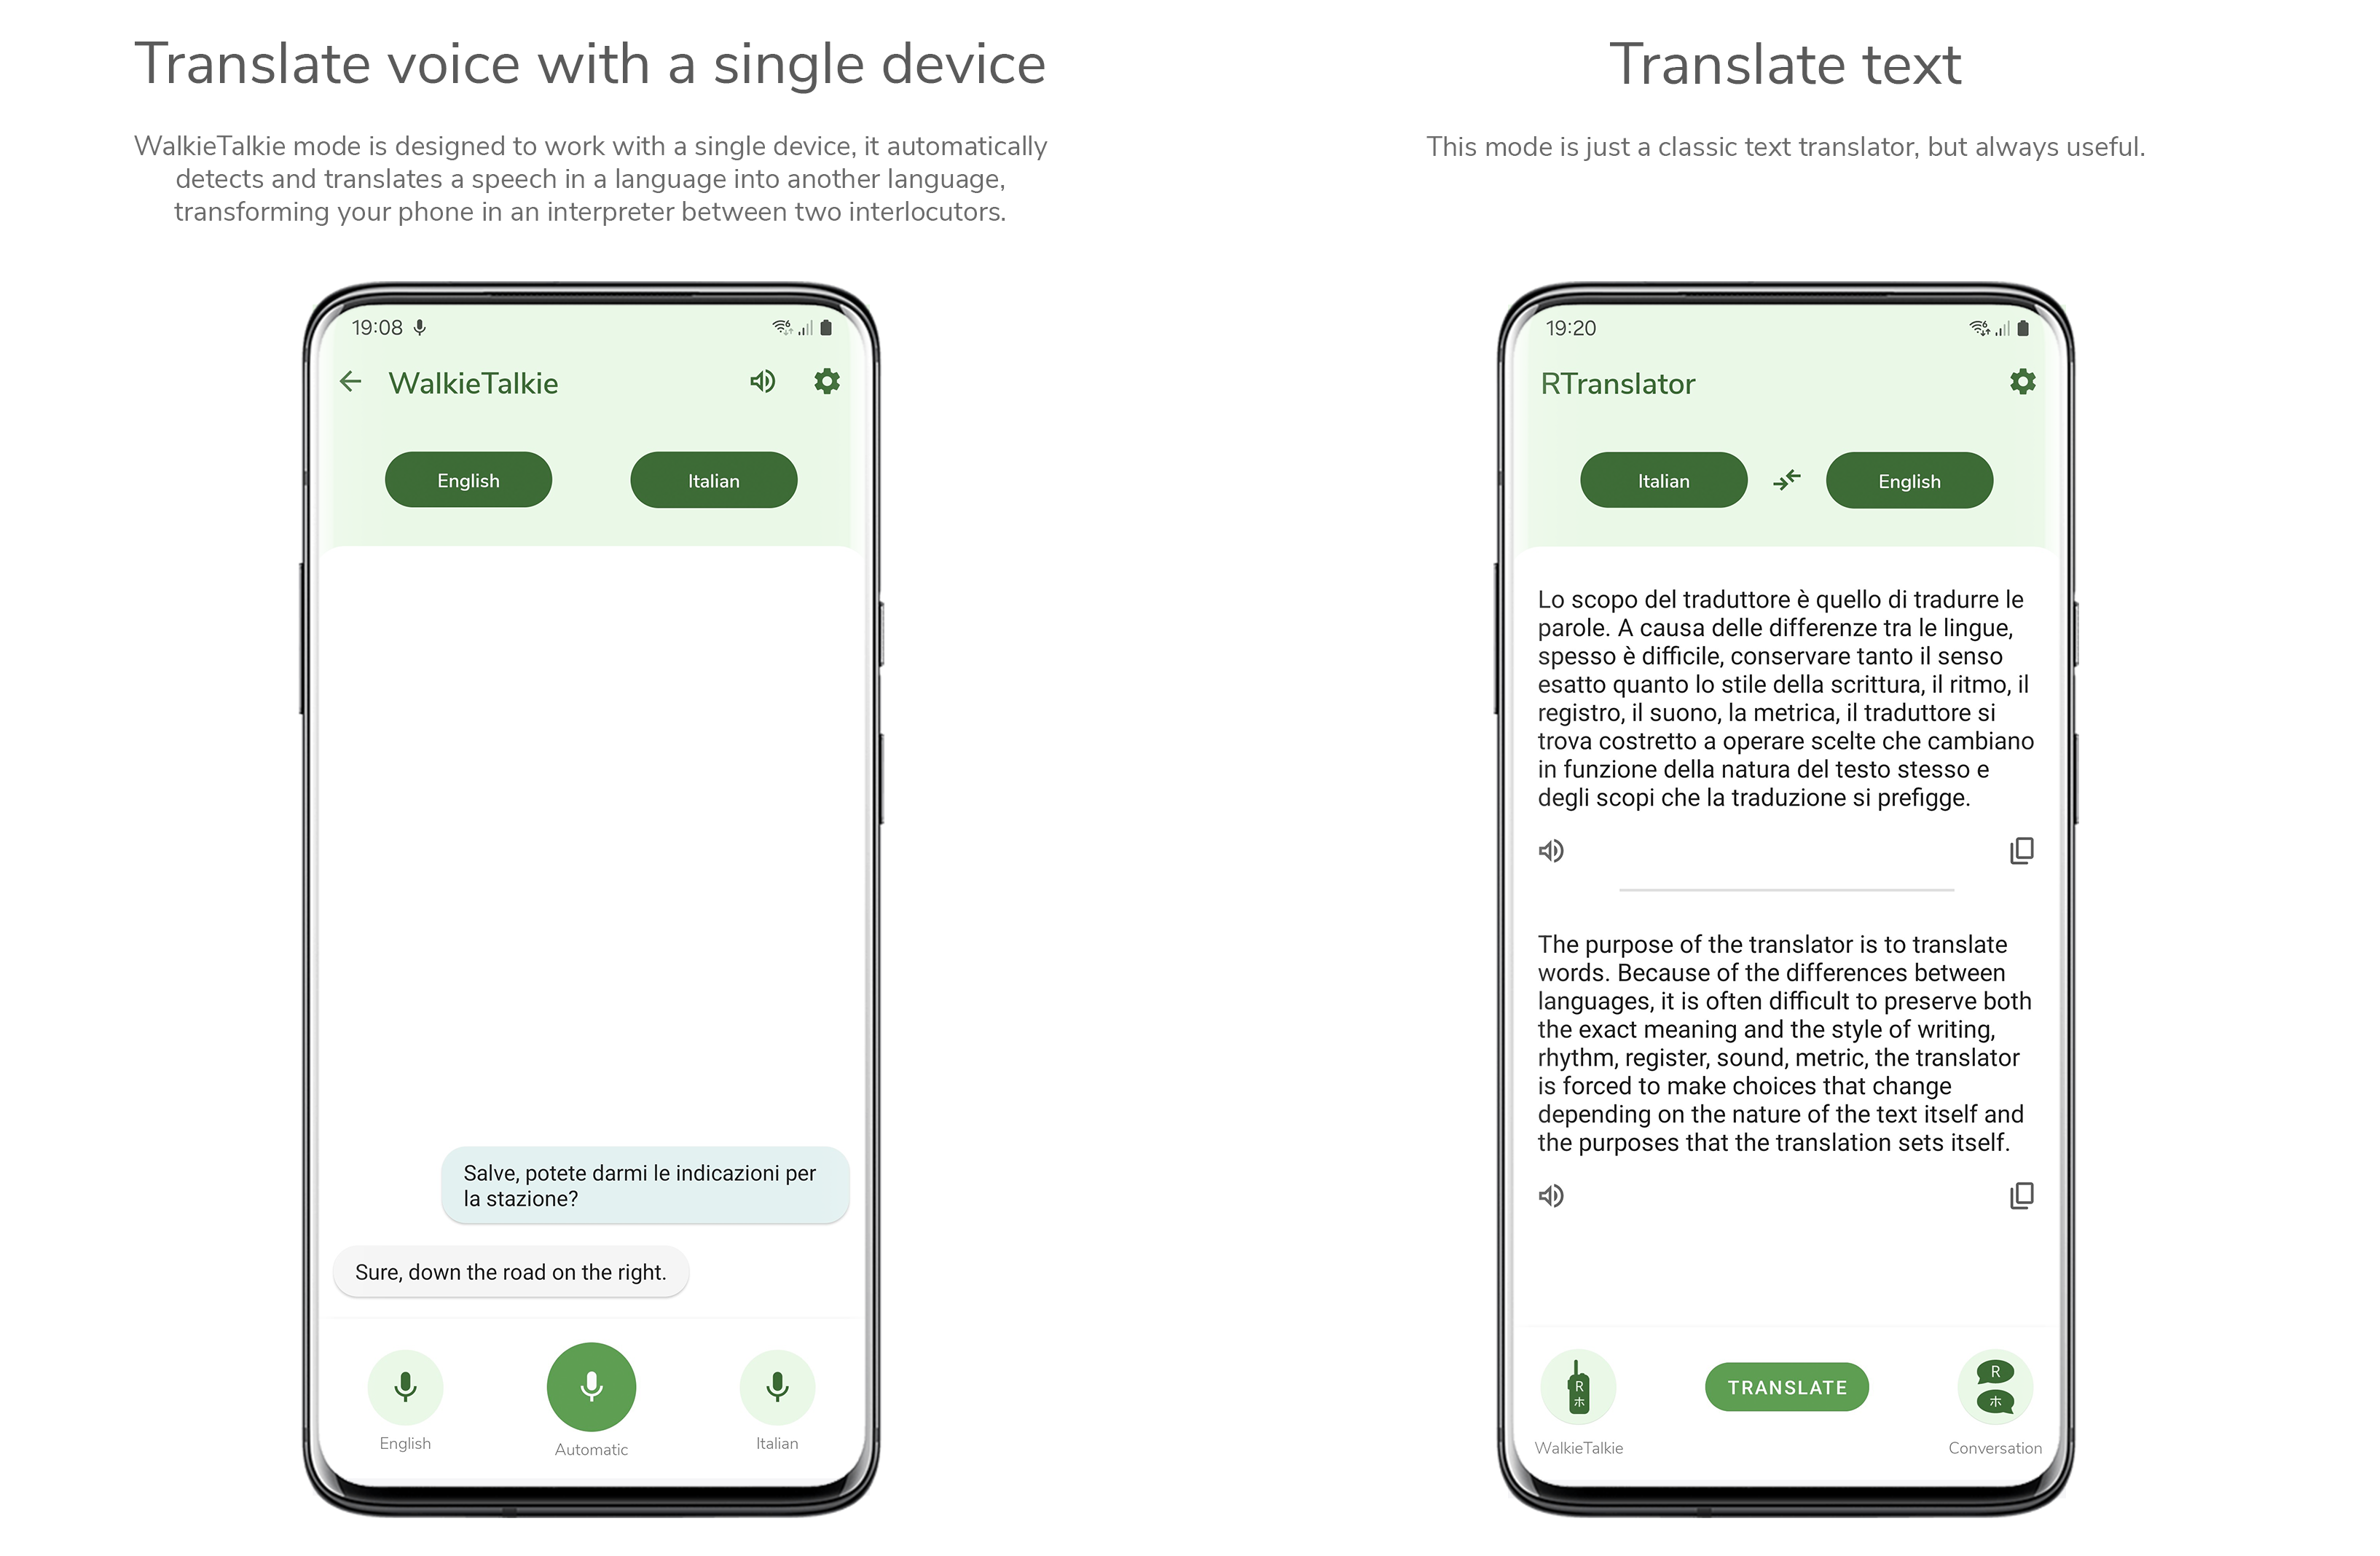 Translate voice with a single device
WalkieTalkie mode is designed to work with a single device, it automatically
detects and translates a speech in a language into another language,
transforming your phone in an interpreter between two interlocutors.
19:08
WalkieTalkie
English
Italian
Salve, potete darmi le indicazioni per
la stazione?
Sure, down the road on the right.
English
Automatic
Italian
Translate text
This mode is just a classic text translator, but always useful.
19:20
RTranslator
Italian
English
Lo scopo del traduttore è quello di tradurre le
parole. A causa delle differenze tra le lingue,
spesso è difficile, conservare tanto il senso
esatto quanto lo stile della scrittura, il ritmo, il
registro, il suono, la metrica, il traduttore si
trova costretto a operare scelte che cambiano
in funzione della natura del testo stesso e
degli scopi che la traduzione si prefigge.
The purpose of the translator is to translate
words. Because of the differences between
languages, it is often difficult to preserve both
the exact meaning and the style of writing,
rhythm, register, sound, metric, the translator
is forced to make choices that change
depending on the nature of the text itself and
the purposes that the translation sets itself.
R
ホ
WalkieTalkie
TRANSLATE
R
ホ
Conversation